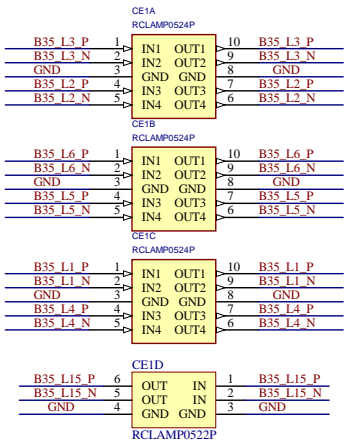 CE1A
RCLAMP0524P
B35_L3_P 1 IN1 OUT1 10 B35_L3_P
B35_L3_N 2 IN2 OUT2 9 B35_L3_N
GND 3 GND GND 8 GND
B35_L2_P 4 IN3 OUT3 7 B35_L2_P
B35_L2_N 5 IN4 OUT4 6 B35_L2_N
CE1B
RCLAMP0524P
B35_L6_P 1 IN1 OUT1 10 B35_L6_P
B35_L6_N 2 IN2 OUT2 9 B35_L6_N
GND 3 GND GND 8 GND
B35_L5_P 4 IN3 OUT3 7 B35_L5_P
B35_L5_N 5 IN4 OUT4 6 B35_L5_N
CE1C
RCLAMP0524P
B35_L1_P 1 IN1 OUT1 10 B35_L1_P
B35_L1_N 2 IN2 OUT2 9 B35_L1_N
GND 3 GND GND 8 GND
B35_L4_P 4 IN3 OUT3 7 B35_L4_P
B35_L4_N 5 IN4 OUT4 6 B35_L4_N
CE1D
B35_L15_P 6 OUT IN 1 B35_L15_P
B35_L15_N 5 OUT IN 2 B35_L15_N
GND 4 GND GND 3 GND
RCLAMP0522P